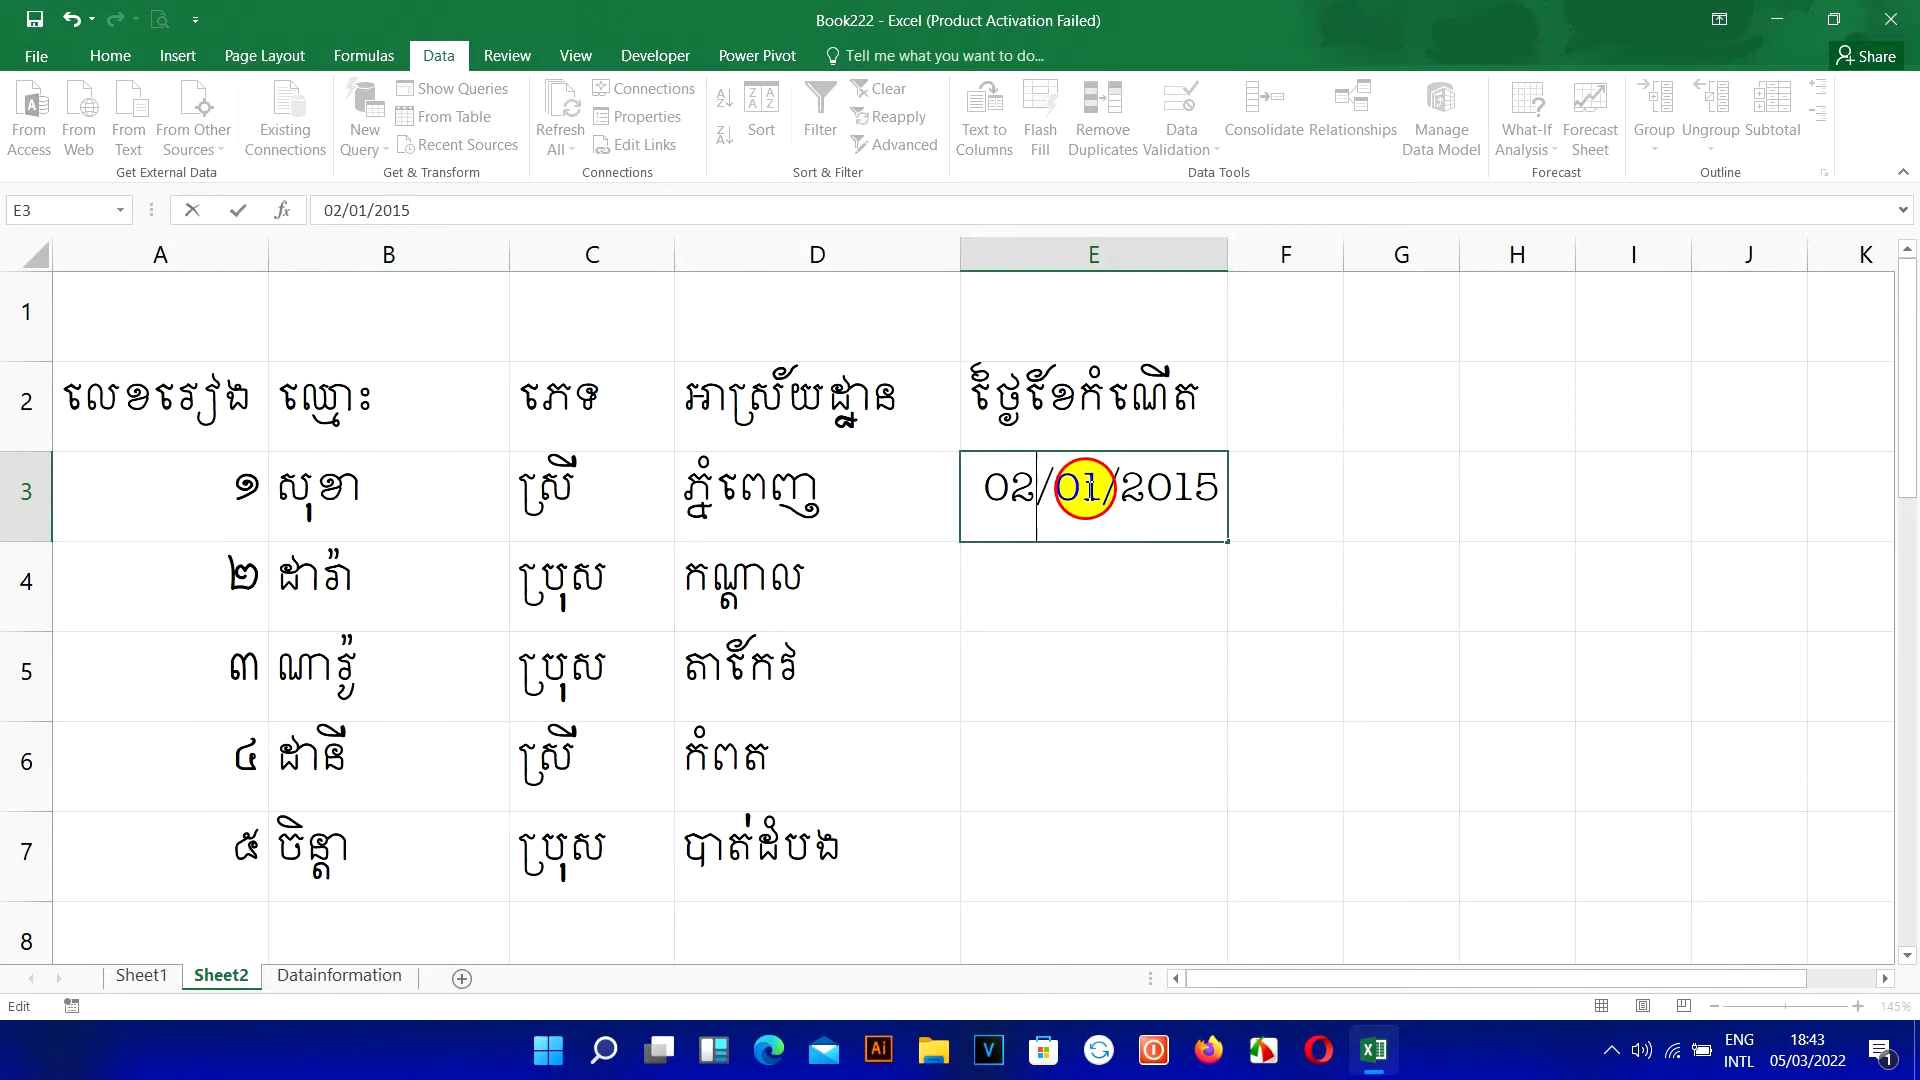 Book222 - Excel (Product Activation Failed)
File Home Insert Page Layout Formulas Data Review View Developer Power Pivot Tell me what you want to do... Share
From Access From Web From Text From Other Sources Existing Connections
New Query Show Queries From Table Recent Sources
Refresh All Connections Properties Edit Links
Sort Filter Clear Reapply Advanced
Text to Columns Flash Fill Remove Duplicates Data Validation Consolidate Relationships Manage Data Model
What-If Analysis Forecast Sheet
Group Ungroup Subtotal
Get External Data Get & Transform Connections Sort & Filter Data Tools Forecast Outline
E3 fx 02/01/2015
A B C D E F G H I J K
1
2 លេខរៀង ឈ្មោះ ភេទ អាស្រ័យដ្ឋាន ថ្ងៃខែកំណើត
3 ១ សុខា ស្រី ភ្នំពេញ 02/01/2015
4 ២ ដារ៉ា ប្រុស កណ្តាល
5 ៣ ណារ៉ូ ប្រុស តាកែវ
6 ៤ ដានី ស្រី កំពត
7 ៥ ចិន្តា ប្រុស បាត់ដំបង
8
Sheet1 Sheet2 Datainformation
Edit 145%
ENG 18:43
INTL 05/03/2022 1